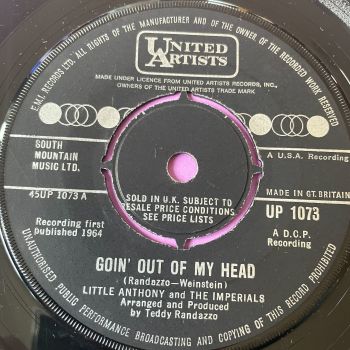 E.M.I. RECORDS LTD. ALL RIGHTS OF THE MANUFACTURER AND OF THE OWNER OF THE RECORDED WORK RESERVED
UNITED
ARTISTS
MADE UNDER LICENCE FROM UNITED ARTISTS RECORDS, INC.,
OWNERS OF THE UNITED ARTISTS TRADE MARK
SOUTH
MOUNTAIN
MUSIC LTD.
A U.S.A. Recording
45UP 1073 A
MADE IN GT. BRITAIN
SOLD IN U.K. SUBJECT TO
RESALE PRICE CONDITIONS
SEE PRICE LISTS
UP 1073
Recording first
published 1964
A D.C.P.
Recording
GOIN' OUT OF MY HEAD
(Randazzo—Weinstein)
LITTLE ANTHONY and THE IMPERIALS
Arranged and Produced
by Teddy Randazzo
UNAUTHORISED PUBLIC PERFORMANCE BROADCASTING AND COPYING OF THIS RECORD PROHIBITED